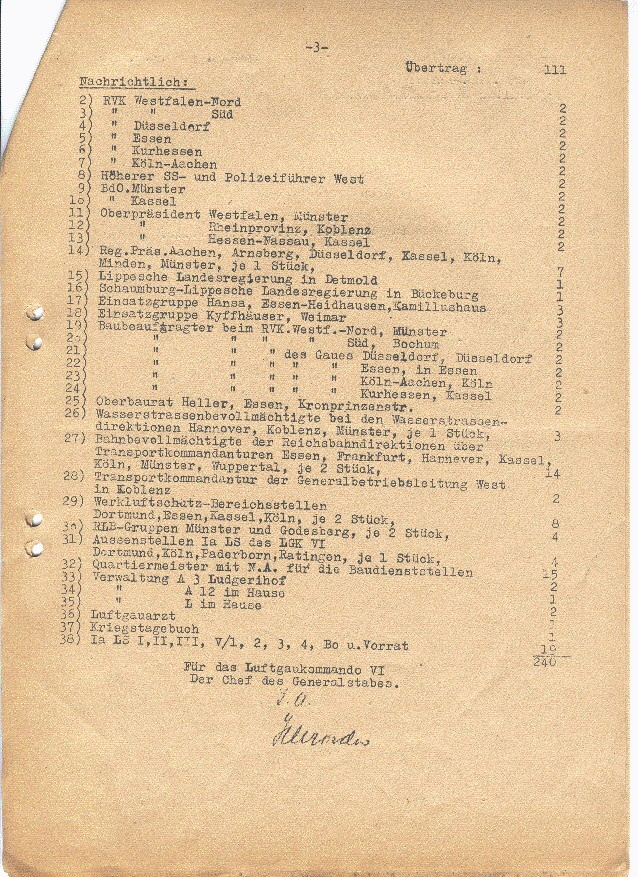 -3-
Übertrag : 111
Nachrichtlich:
2) RVK Westfalen-Nord 2
3) " " Süd 2
4) " Düsseldorf 2
5) " Essen 2
6) " Kurhessen 2
7) " Köln-Aachen 2
8) Höherer SS- und Polizeiführer West 2
9) BdO.Münster 2
10) " Kassel 2
11) Oberpräsident Westfalen, Münster 2
12) " Rheinprovinz, Koblenz 2
13) " Hessen-Nassau, Kassel 2
14) Reg.Präs.Aachen, Arnsberg, Düsseldorf, Kassel, Köln,
Minden, Münster, je 1 Stück, 7
15) Lippesche Landesregierung in Detmold 1
16) Schaumburg-Lippesche Landesregierung in Bückeburg 1
17) Einsatzgruppe Hansa, Essen-Heidhausen,Kamillushaus 3
18) Einsatzgruppe Kyffhäuser, Weimar 3
19) Baubeauftragter beim RVK.Westf.-Nord, Münster 2
20) " " " " Süd, Bochum 2
21) " " " des Gaues Düsseldorf, Düsseldorf 2
22) " " " " Essen, in Essen 2
23) " " " " Köln-Aachen, Köln 2
24) " " " " Kurhessen, Kassel 2
25) Oberbaurat Heller, Essen, Kronprinzenstr. 2
26) Wasserstrassenbevollmächtigte bei den Wasserstrassen-
direktionen Hannover, Koblenz, Münster, je 1 Stück, 3
27) Bahnbevollmächtigte der Reichsbahndirektionen über
Transportkommandanturen Essen, Frankfurt, Hannover, Kassel,
Köln, Münster, Wuppertal, je 2 Stück, 14
28) Transportkommandantur der Generalbetriebsleitung West
in Koblenz 2
29) Werkluftschutz-Bereichsstellen
Dortmund,Essen,Kassel,Köln, je 2 Stück, 8
30) RLB-Gruppen Münster und Godesberg, je 2 Stück, 4
31) Aussenstellen Ia LS des LGK VI
Dortmund,Köln,Paderborn,Ratingen, je 1 Stück, 4
32) Quartiermeister mit N.A. für die Baudienststellen 15
33) Verwaltung A 3 Ludgerihof 2
34) " A 12 im Hause 1
35) " L im Hause 2
36) Luftgauarzt 1
37) Kriegstagebuch 1
38) Ia LS I,II,III, V/1, 2, 3, 4, Bo u.Vorrat 19
240
Für das Luftgaukommando VI
Der Chef des Generalstabes.
I.A.